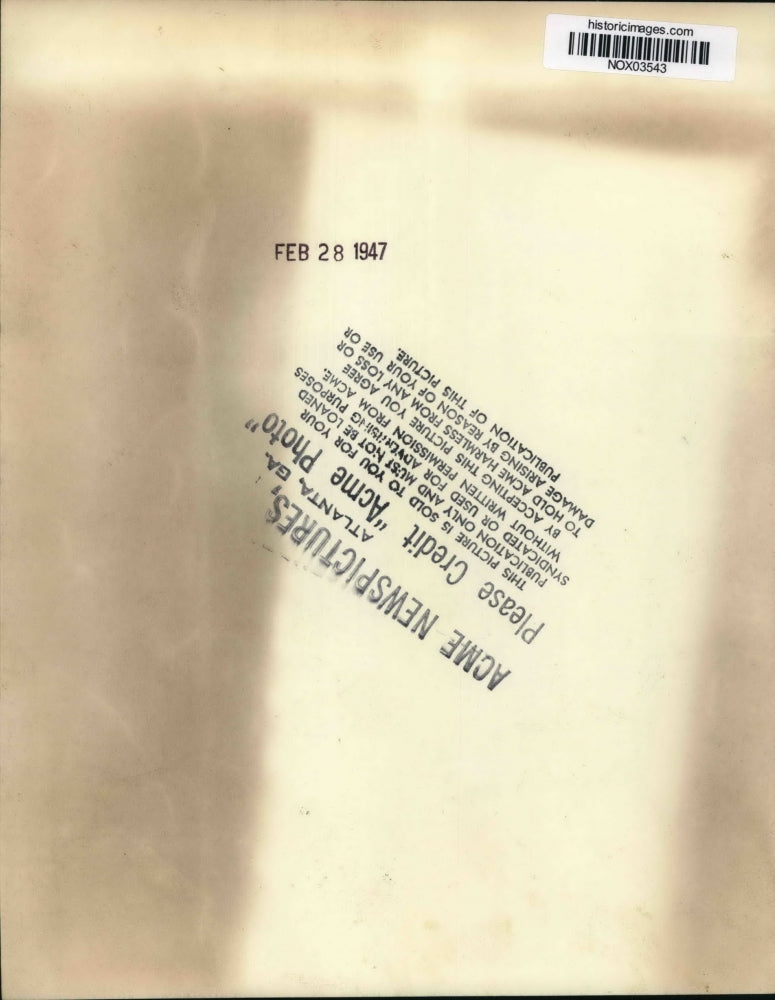 historicimages.com
NOX03543
FEB 28 1947
ACME NEWSPICTURES,
ATLANTA, GA.
Please Credit "Acme Photo"
THIS PICTURE IS SOLD TO YOU FOR YOUR
PUBLICATION ONLY AND MUST NOT BE LOANED
SYNDICATED OR USED FOR ADVERTISING PURPOSES
WITHOUT WRITTEN PERMISSION FROM ACME.
BY ACCEPTING THIS PICTURE YOU AGREE
TO HOLD ACME HARMLESS FROM ANY LOSS OR
DAMAGE ARISING BY REASON OF YOUR USE OR
PUBLICATION OF THIS PICTURE.